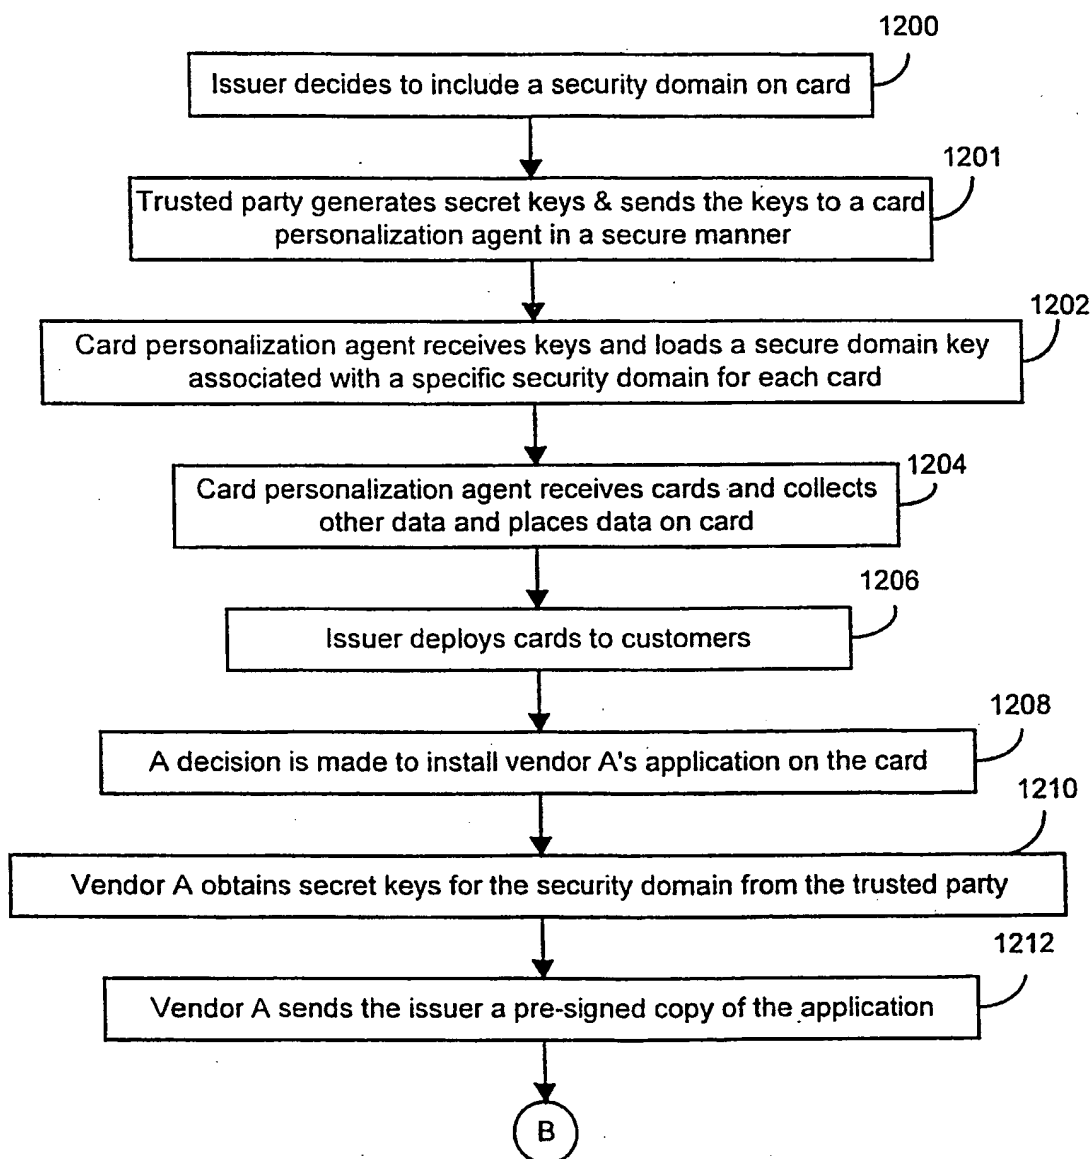 1200
Issuer decides to include a security domain on card
1201
Trusted party generates secret keys & sends the keys to a card
personalization agent in a secure manner
1202
Card personalization agent receives keys and loads a secure domain key
associated with a specific security domain for each card
1204
Card personalization agent receives cards and collects
other data and places data on card
1206
Issuer deploys cards to customers
1208
A decision is made to install vendor A's application on the card
1210
Vendor A obtains secret keys for the security domain from the trusted party
1212
Vendor A sends the issuer a pre-signed copy of the application
B